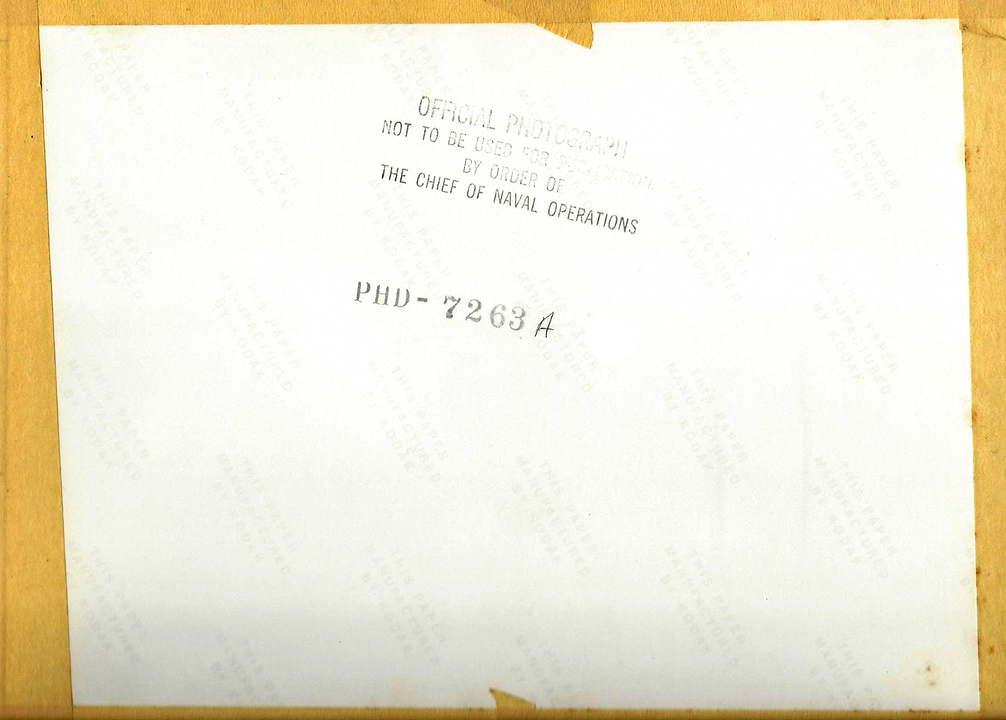 OFFICIAL PHOTOGRAPH
NOT TO BE USED FOR PUBLICATION
BY ORDER OF
THE CHIEF OF NAVAL OPERATIONS
PHD-7263A
THIS PAPER
MANUFACTURED
BY KODAK